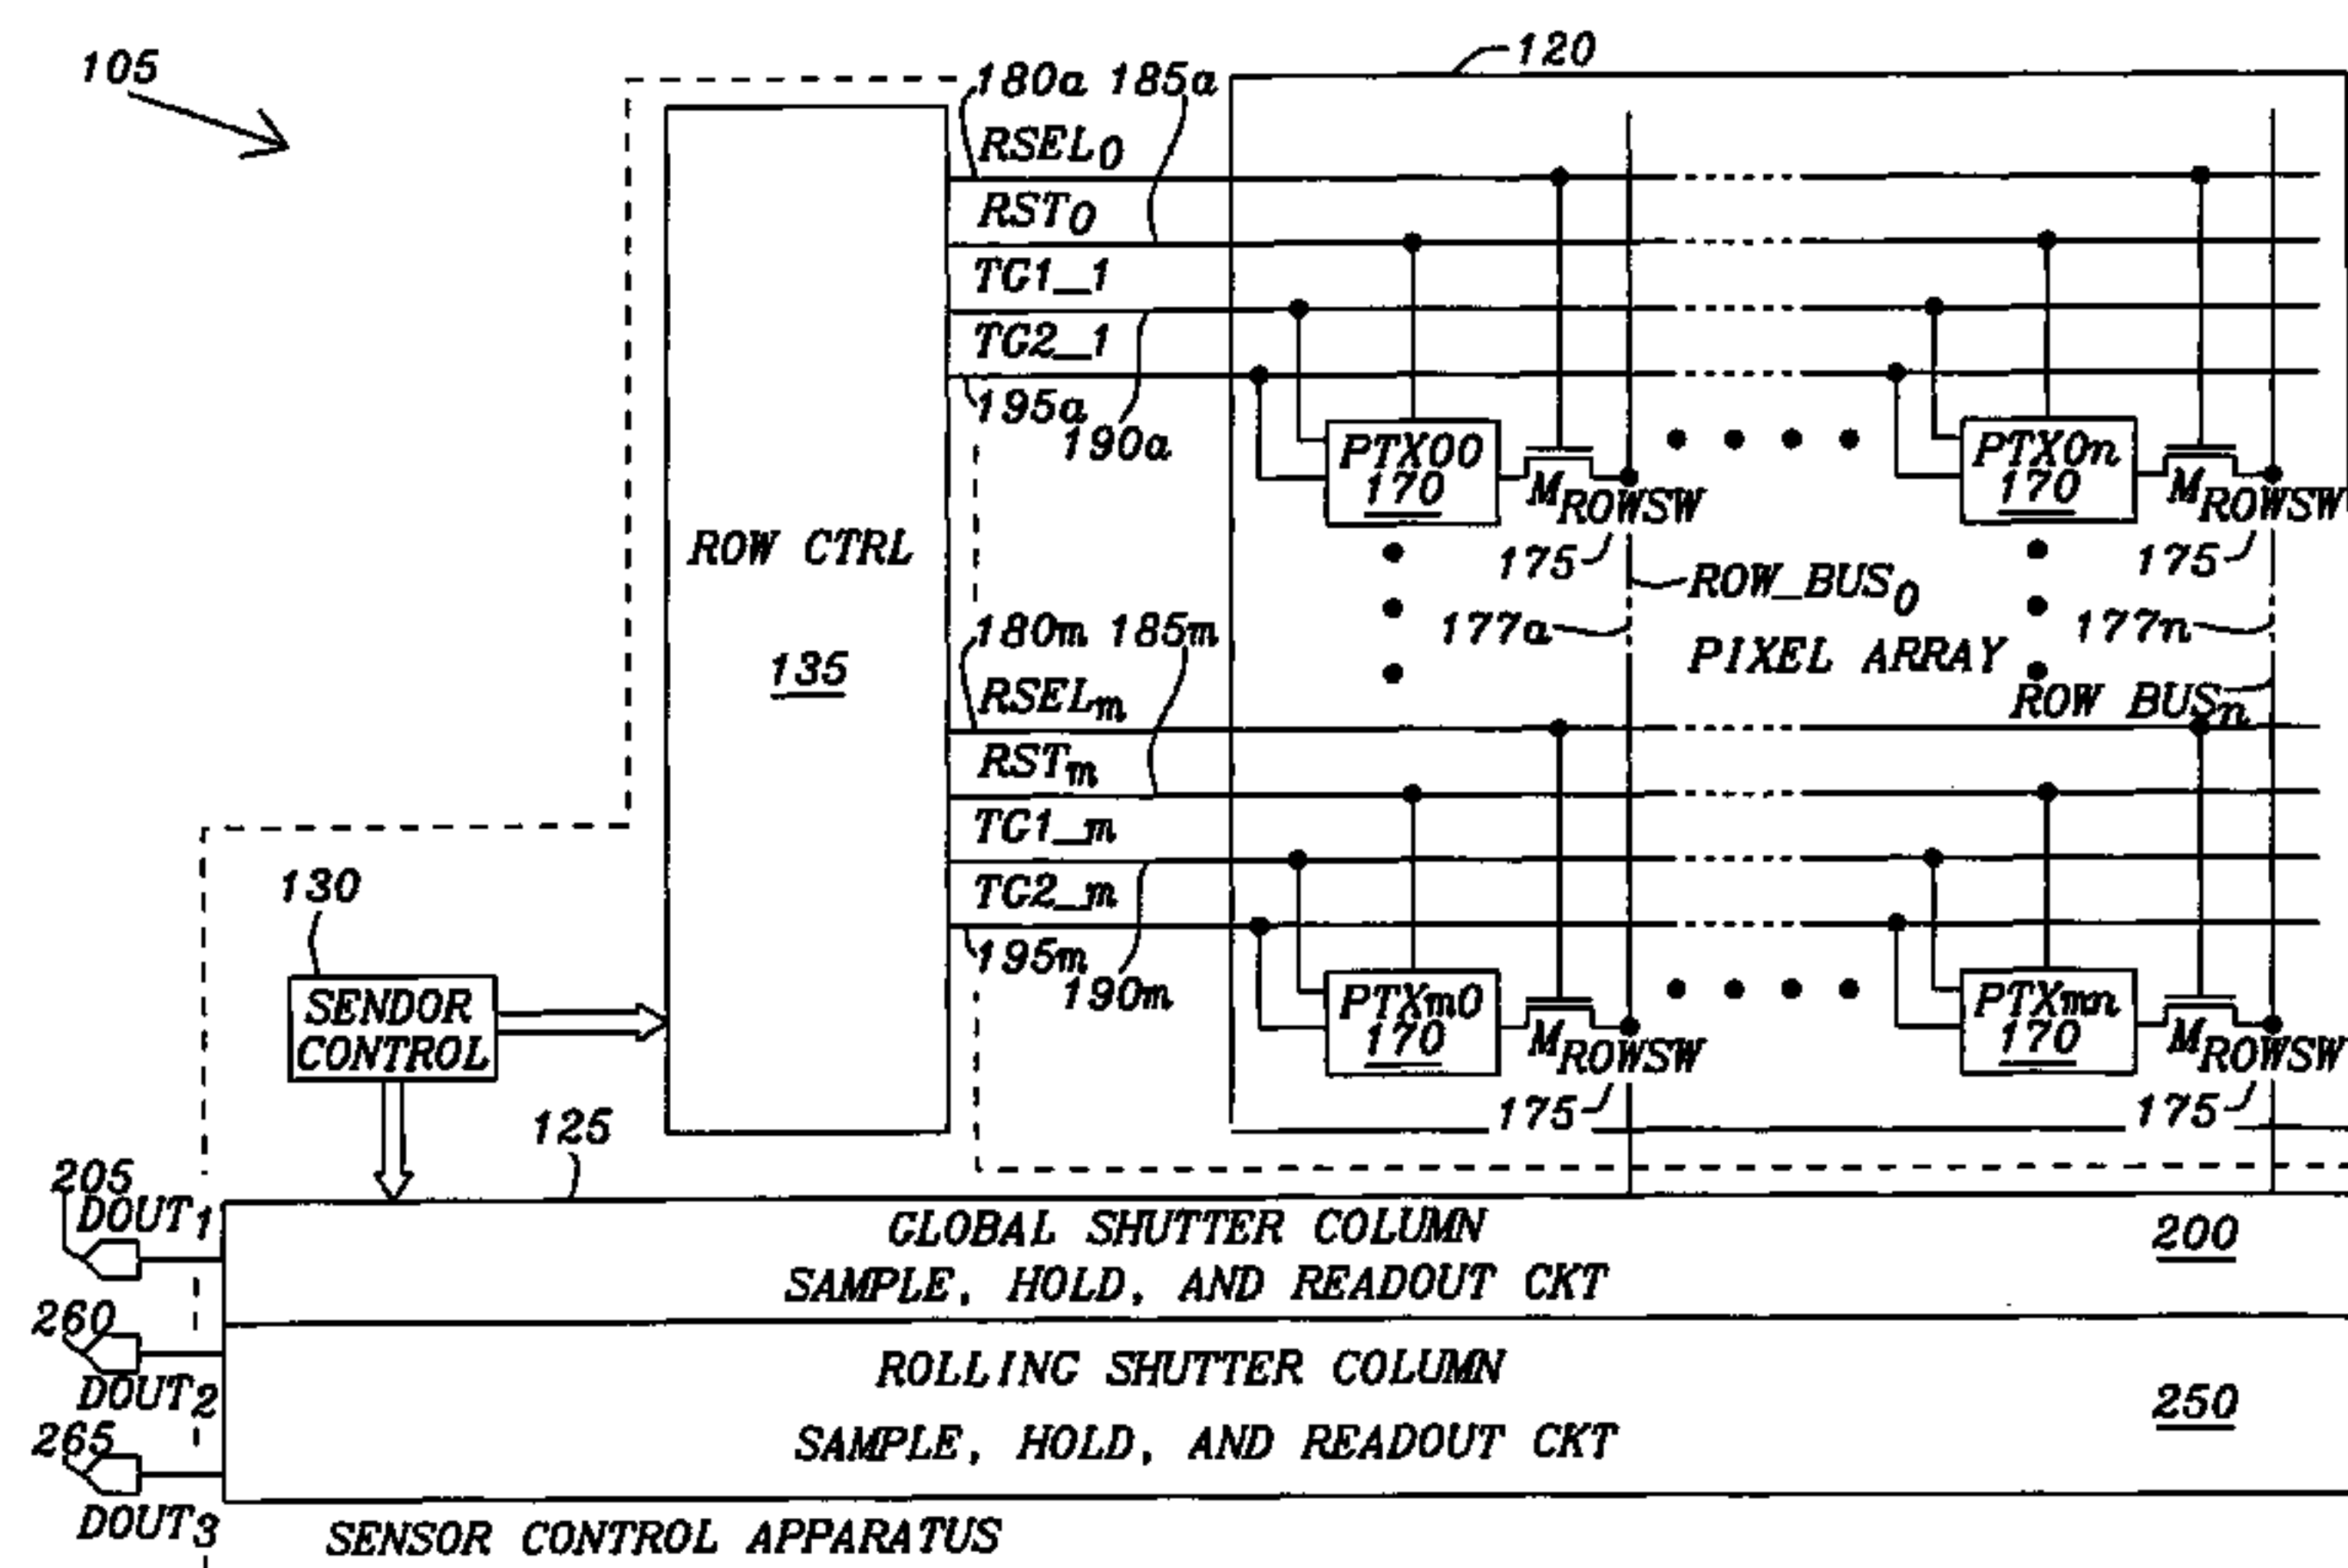 105
120
180a 185a
RSEL0
RST0
TG1_1
TG2_1
195a
190a
PTX00
170
MROWSW
175
PTX0n
170
MROWSW
175
ROW CTRL
135
ROW_BUS0
177a
177n
PIXEL ARRAY
ROW BUSn
180m 185m
RSELm
RSTm
TG1_m
TG2_m
195m
190m
PTXm0
170
MROWSW
175
PTXmn
170
MROWSW
175
130
SENDOR
CONTROL
125
205
DOUT1
GLOBAL SHUTTER COLUMN
SAMPLE, HOLD, AND READOUT CKT
200
260
DOUT2
ROLLING SHUTTER COLUMN
SAMPLE, HOLD, AND READOUT CKT
250
265
DOUT3
SENSOR CONTROL APPARATUS